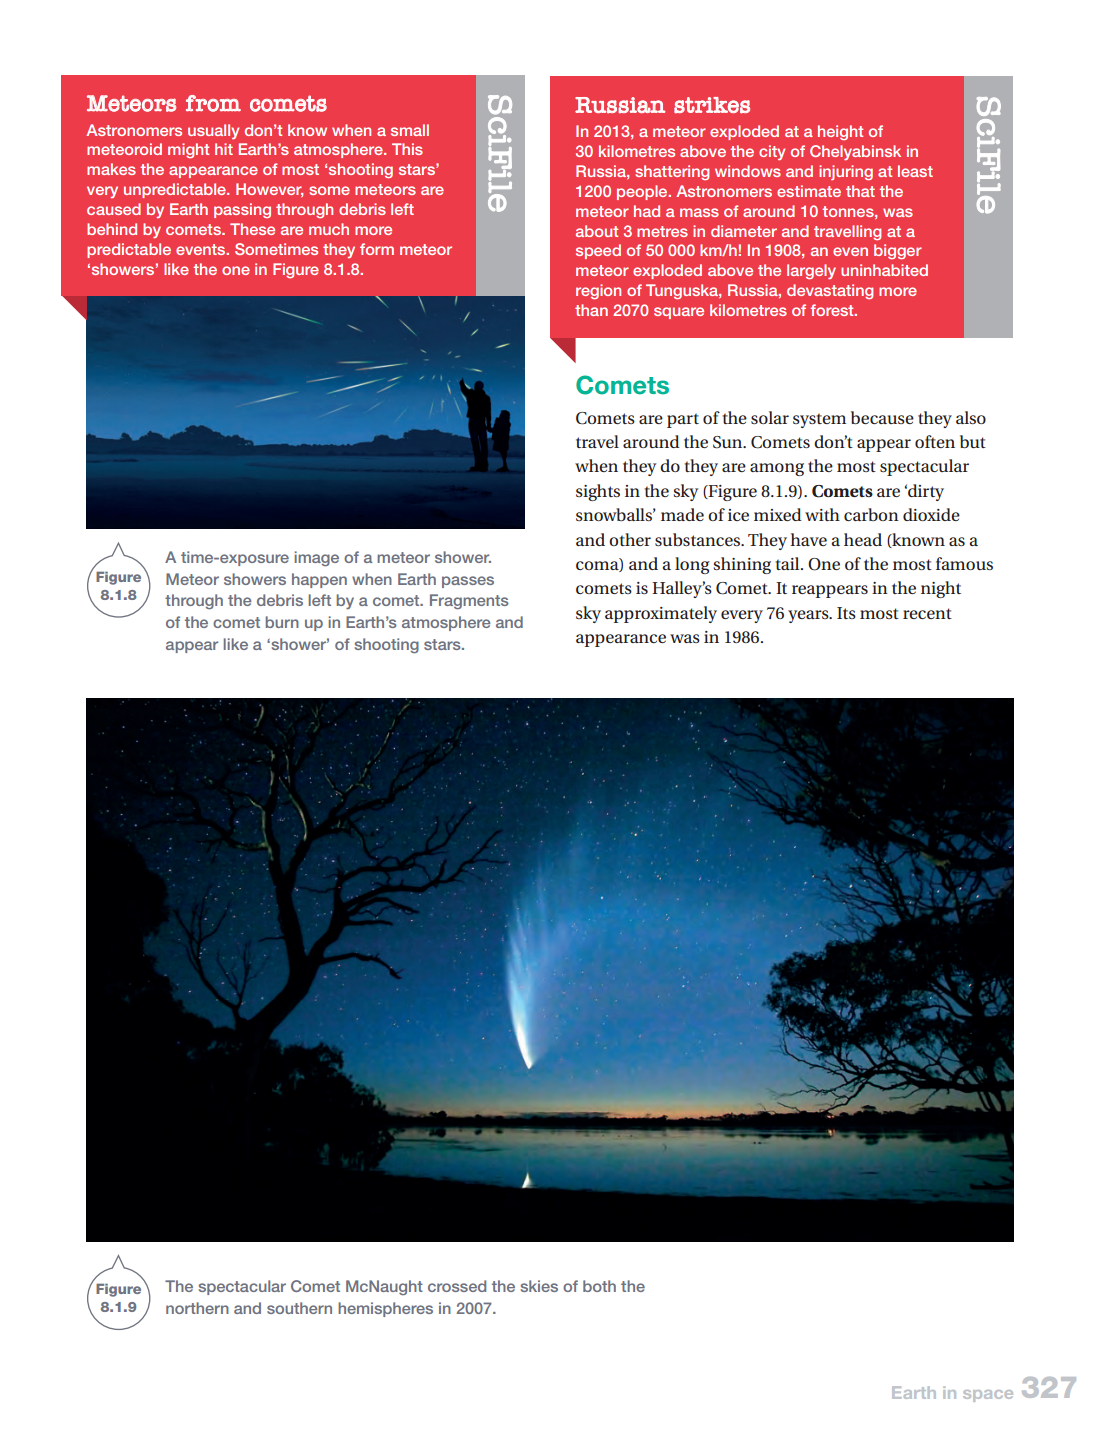 Meteors from comets
Astronomers usually don't know when a small
meteoroid might hit Earth's atmosphere. This
makes the appearance of most ‘shooting stars’
very unpredictable. However, some meteors are
caused by Earth passing through debris left
behind by comets. These are much more
predictable events. Sometimes they form meteor
‘showers’ like the one in Figure 8.1.8.
SciFile
Figure
8.1.8
A time-exposure image of a meteor shower.
Meteor showers happen when Earth passes
through the debris left by a comet. Fragments
of the comet burn up in Earth's atmosphere and
appear like a ‘shower’ of shooting stars.
Russian strikes
In 2013, a meteor exploded at a height of
30 kilometres above the city of Chelyabinsk in
Russia, shattering windows and injuring at least
1200 people. Astronomers estimate that the
meteor had a mass of around 10 tonnes, was
about 3 metres in diameter and travelling at a
speed of 50 000 km/h! In 1908, an even bigger
meteor exploded above the largely uninhabited
region of Tunguska, Russia, devastating more
than 2070 square kilometres of forest.
SciFile
Comets
Comets are part of the solar system because they also
travel around the Sun. Comets don't appear often but
when they do they are among the most spectacular
sights in the sky (Figure 8.1.9). Comets are ‘dirty
snowballs’ made of ice mixed with carbon dioxide
and other substances. They have a head (known as a
coma) and a long shining tail. One of the most famous
comets is Halley's Comet. It reappears in the night
sky approximately every 76 years. Its most recent
appearance was in 1986.
Figure
8.1.9
The spectacular Comet McNaught crossed the skies of both the
northern and southern hemispheres in 2007.
Earth in space 327